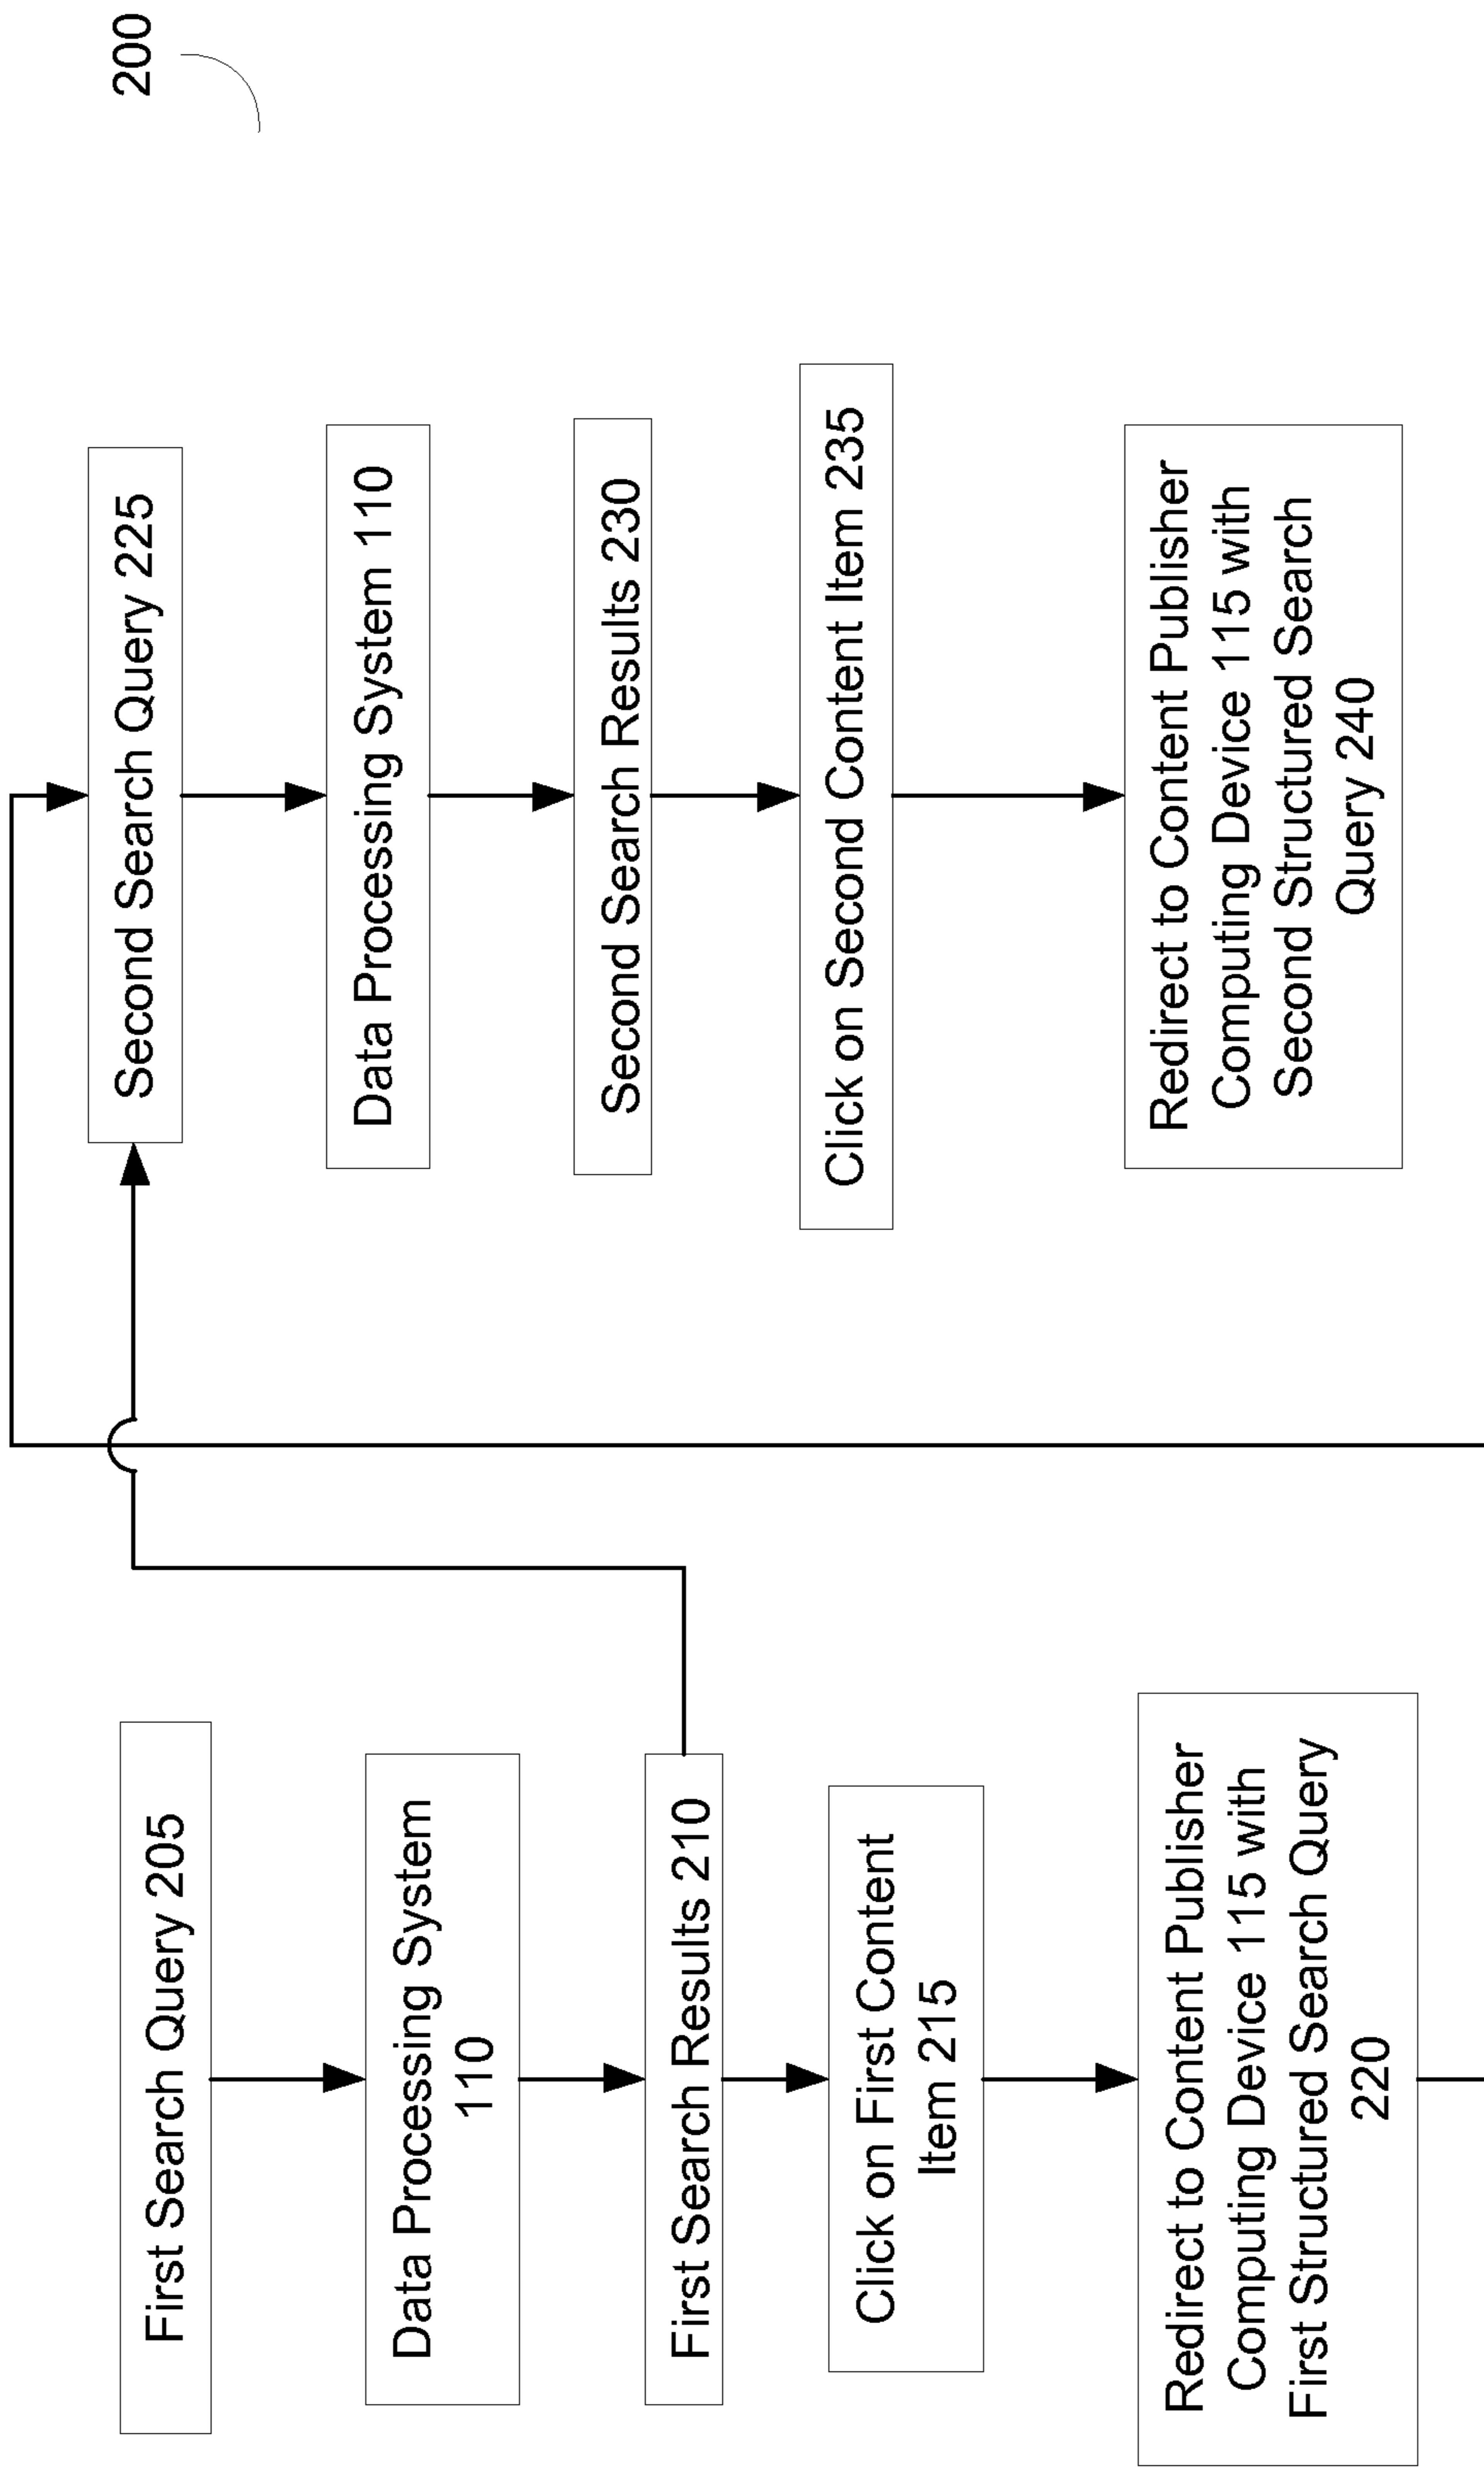 200
First Search Query 205
Data Processing System
110
First Search Results 210
Click on First Content
Item 215
Redirect to Content Publisher
Computing Device 115 with
First Structured Search Query
220
Second Search Query 225
Data Processing System 110
Second Search Results 230
Click on Second Content Item 235
Redirect to Content Publisher
Computing Device 115 with
Second Structured Search
Query 240